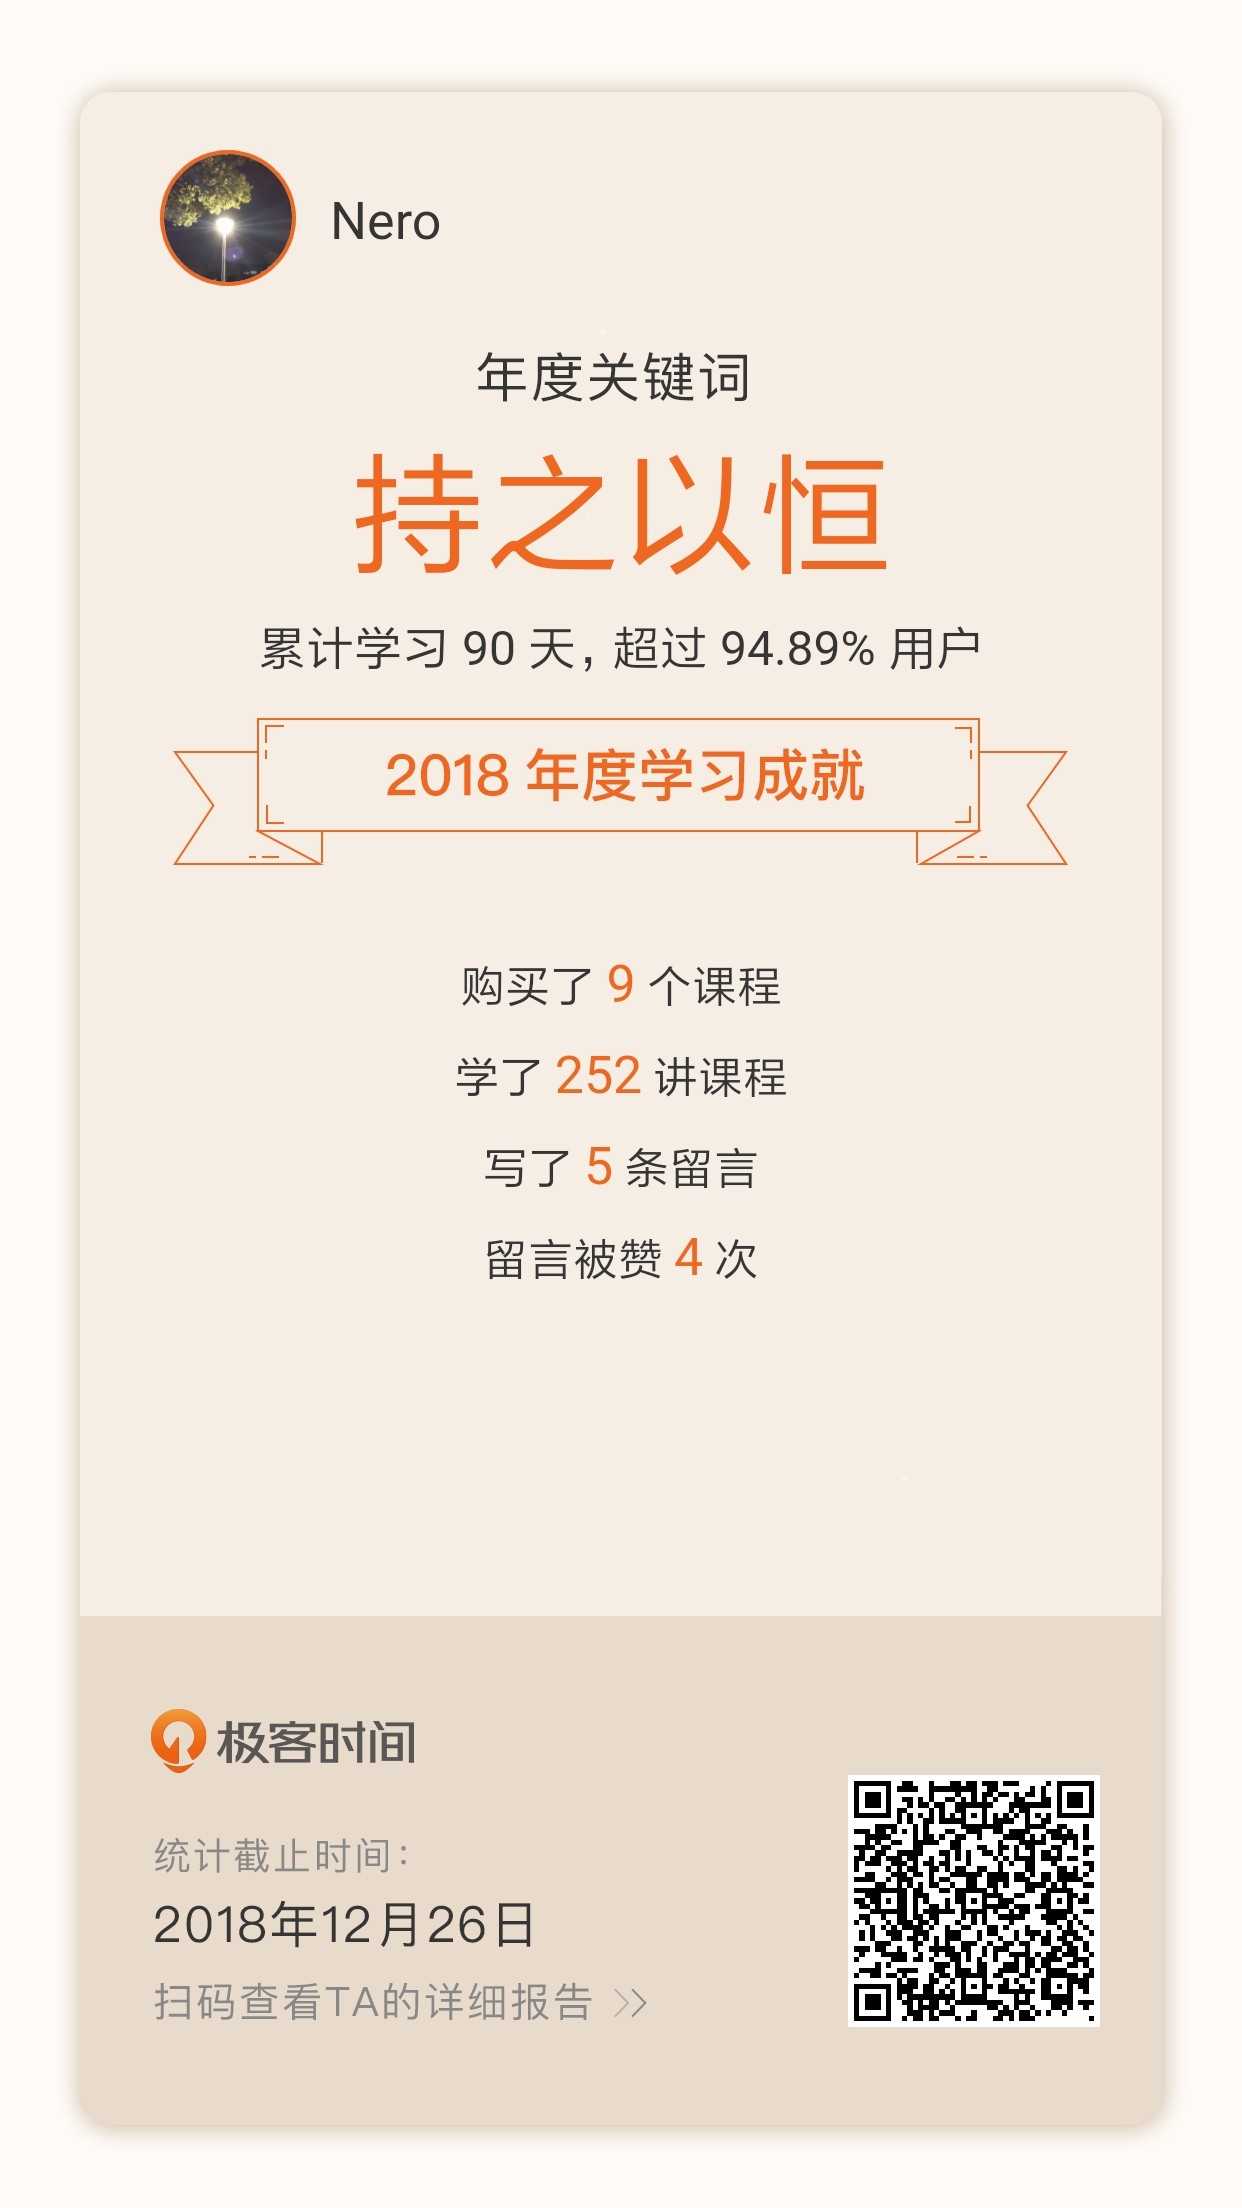 Nero
年度关键词
持之以恒
累计学习 90 天，超过 94.89% 用户
2018 年度学习成就
购买了 9 个课程
学了 252 讲课程
写了 5 条留言
留言被赞 4 次
极客时间
统计截止时间：
2018年12月26日
扫码查看TA的详细报告 >>